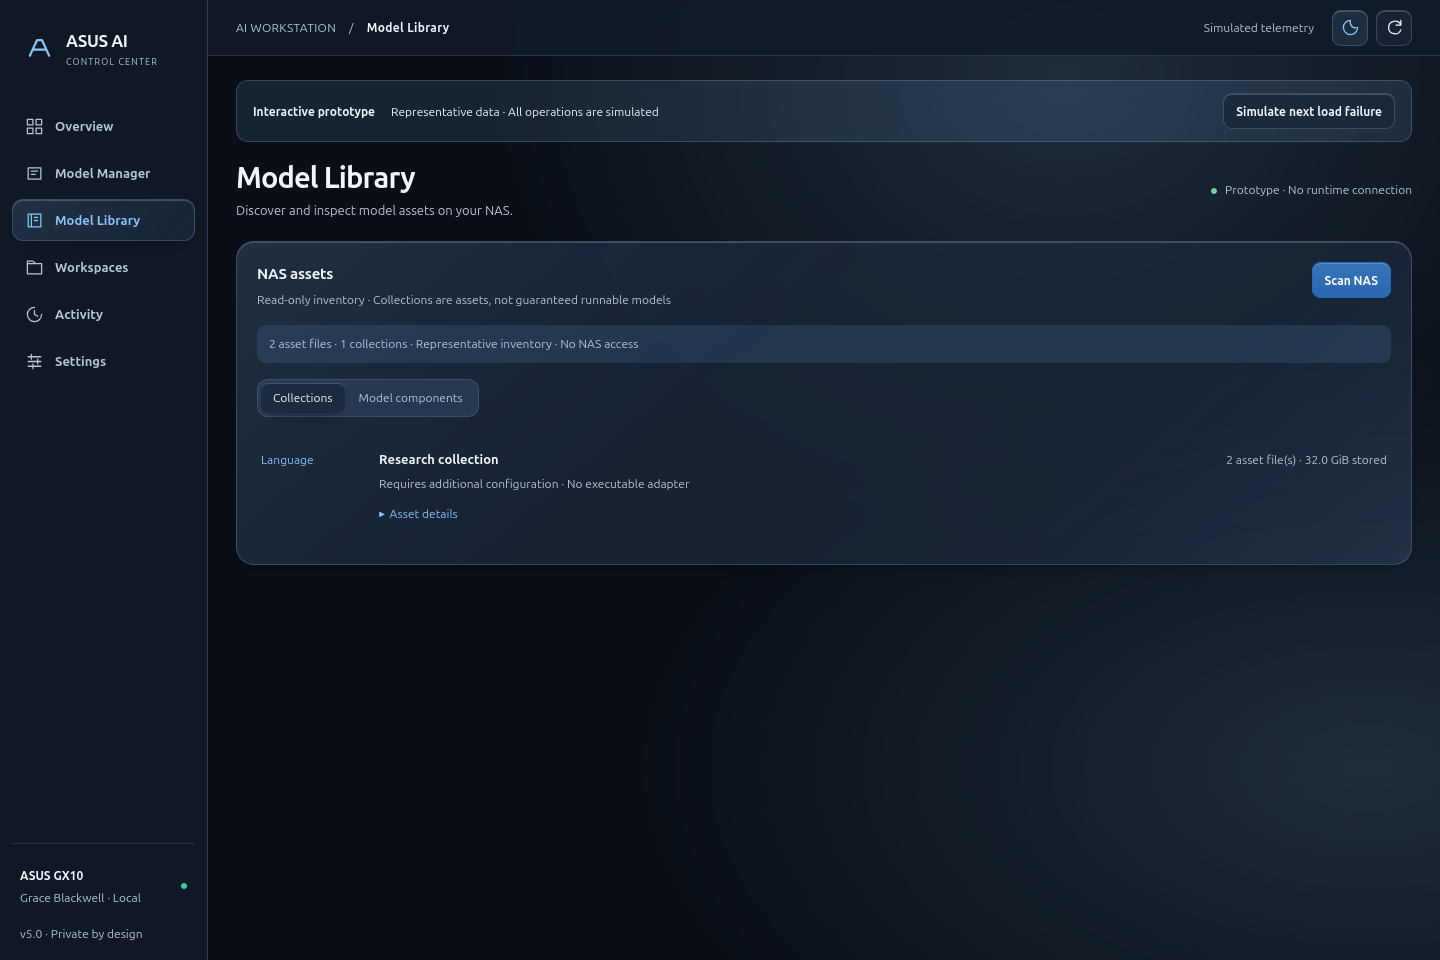 ASUS AI
CONTROL CENTER
Overview
Model Manager
Model Library
Workspaces
Activity
Settings
ASUS GX10
Grace Blackwell · Local
v5.0 · Private by design
AI WORKSTATION / Model Library
Simulated telemetry
Interactive prototype Representative data · All operations are simulated
Simulate next load failure
Model Library
Discover and inspect model assets on your NAS.
Prototype · No runtime connection
NAS assets
Read-only inventory · Collections are assets, not guaranteed runnable models
Scan NAS
2 asset files · 1 collections · Representative inventory · No NAS access
Collections Model components
Language Research collection 2 asset file(s) · 32.0 GiB stored
Requires additional configuration · No executable adapter
▸ Asset details